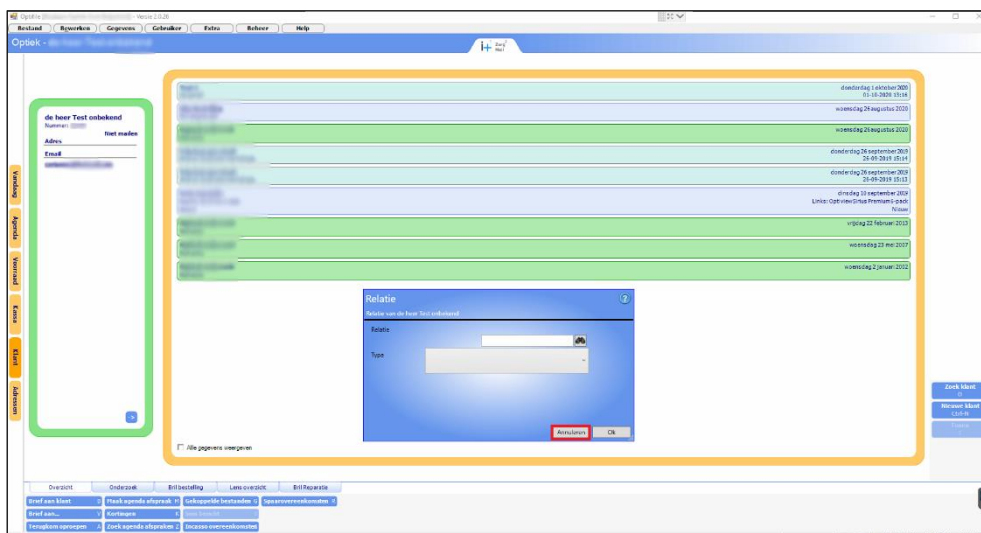 Optifile
- Versie 2.0.20
Bestand Bewerken Gegevens Gebruiker Extra Beheer Help
Optiek -
i+
donderdag 1 oktober 2020
01-10-2020 15:16
woensdag 26 augustus 2020
woensdag 26 augustus 2020
donderdag 26 september 2019
26-09-2019 15:14
donderdag 26 september 2019
26-09-2019 15:13
dinsdag 10 september 2019
Links: Optiview Sirius Premium 6-pack
Nieuw
vrijdag 22 februari 2013
woensdag 23 mei 2007
woensdag 2 januari 2002
de heer Test onbekend
Nummer:
Niet mailen
Adres
Email
Vandaag
Agenda
Voorraad
Kassa
Klant
Adressen
Relatie
?
Relatie van de heer Test onbekend
Relatie
Type
Annuleren Ok
Alle gegevens weergeven
Zoek klant
Nieuwe klant
Ctrl-N
Overzicht Onderzoek Bril bestelling Lens overzicht Bril Reparatie
Brief aan klant Maak agenda afspraak M Gekoppelde bestanden G Spaarovereenkomsten R
Brief aan... V Kortingen K
Terugkom oproepen A Zoek agenda afspraken Z Incasso overeenkomsten